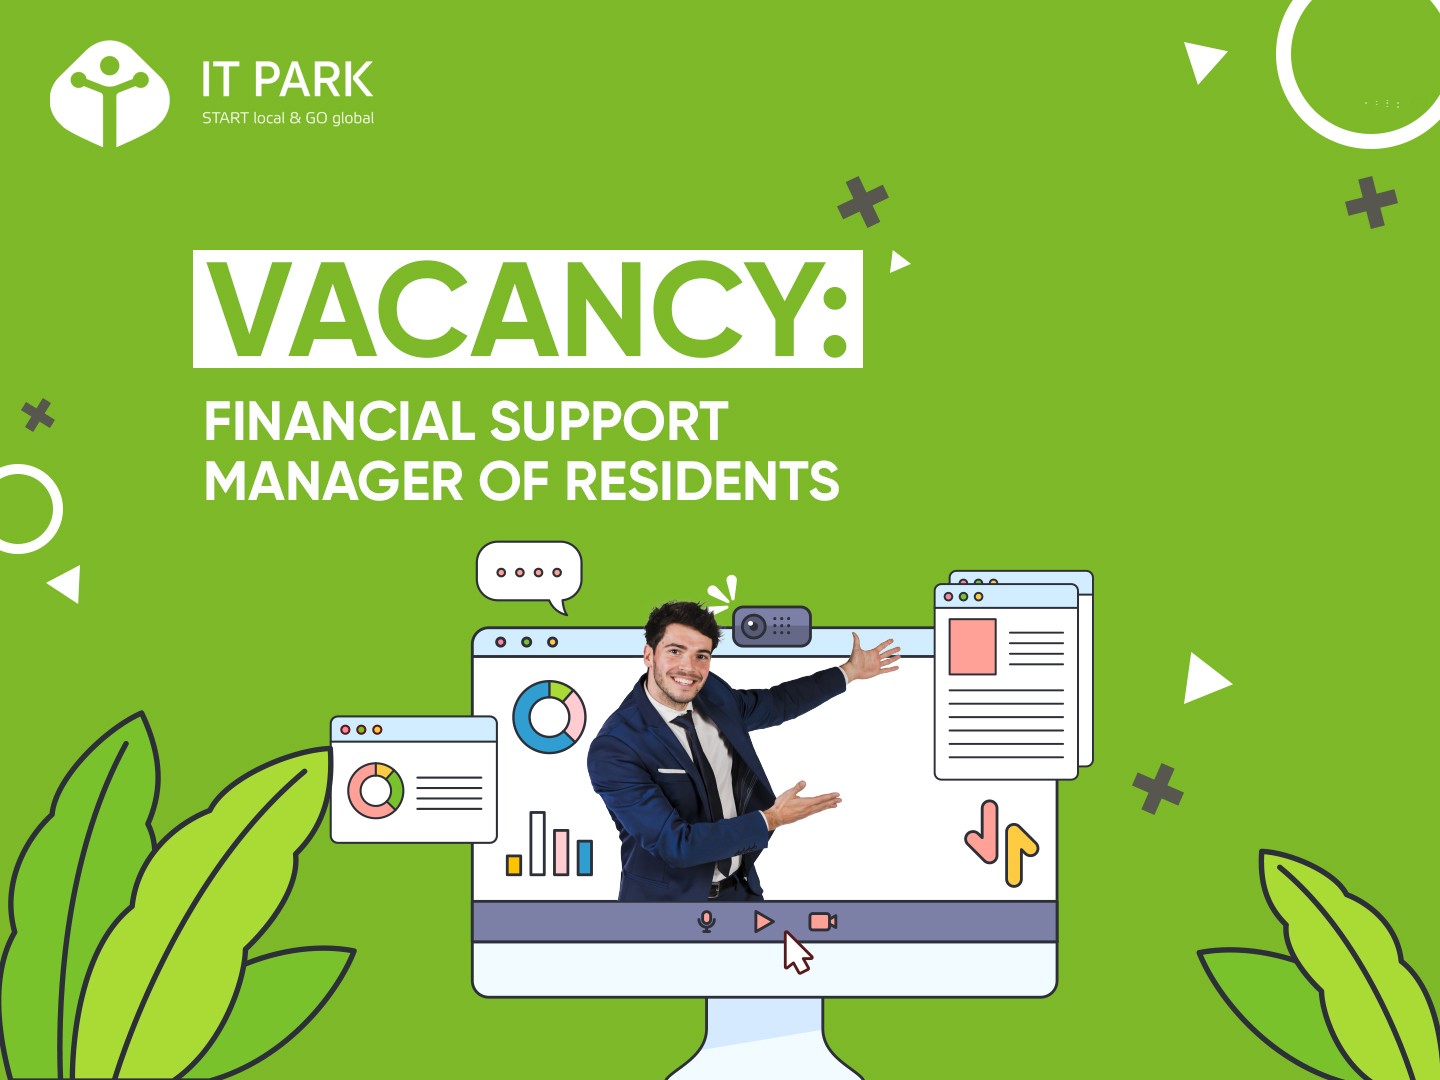 IT PARK
START local & GO global
VACANCY:
FINANCIAL SUPPORT
MANAGER OF RESIDENTS